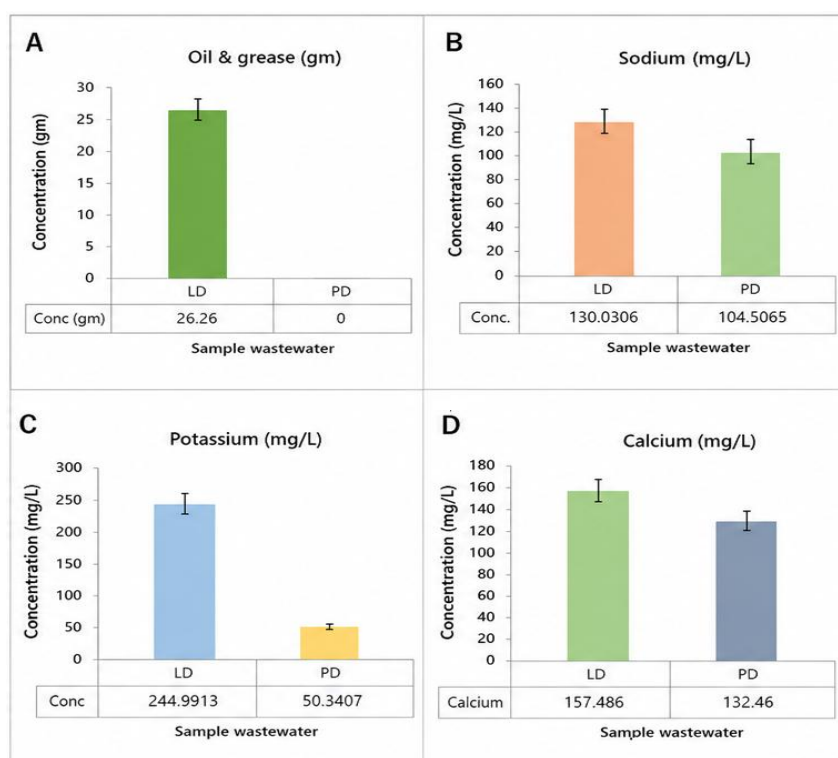 A
Oil & grease (gm)
Concentration (gm)
30
25
20
15
10
5
0
LD PD
Conc (gm) 26.26 0
Sample wastewater
B
Sodium (mg/L)
Concentration (mg/L)
160
140
120
100
80
60
40
20
0
LD PD
Conc. 130.0306 104.5065
Sample wastewater
C
Potassium (mg/L)
Concentration (mg/L)
300
250
200
150
100
50
0
LD PD
Conc 244.9913 50.3407
Sample wastewater
D
Calcium (mg/L)
Concentration (mg/L)
180
160
140
120
100
80
60
40
20
0
LD PD
Calcium 157.486 132.46
Sample wastewater